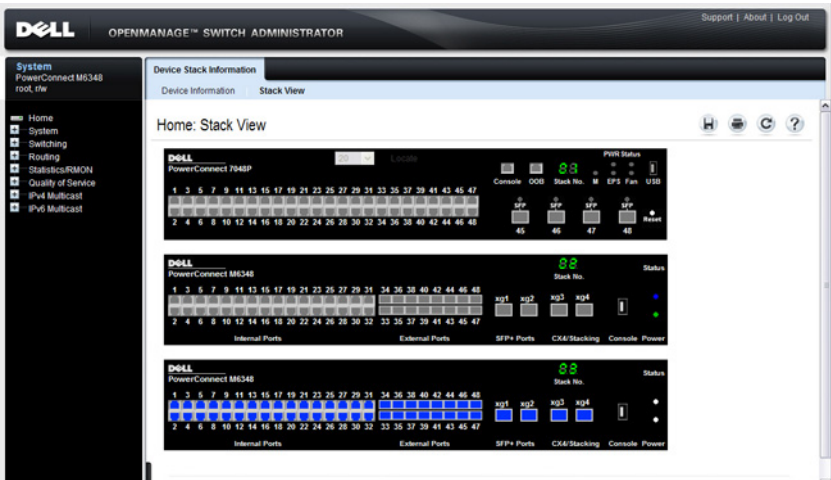 Support | About | Log Out
DELL OPENMANAGE™ SWITCH ADMINISTRATOR
System
PowerConnect M6348
root, r/w
Device Stack Information
Device Information Stack View
Home
System
Switching
Routing
Statistics/RMON
Quality of Service
IPv4 Multicast
IPv6 Multicast
Home: Stack View
DELL
PowerConnect 7048P
20 Locate
PWR Status
Console OOB Stack No. M EPS Fan USB
1 3 5 7 9 11 13 15 17 19 21 23 25 27 29 31 33 35 37 39 41 43 45 47
2 4 6 8 10 12 14 16 18 20 22 24 26 28 30 32 34 36 38 40 42 44 46 48
SFP SFP SFP SFP
Reset
45 46 47 48
DELL
PowerConnect M6348
Stack No.
Status
1 3 5 7 9 11 13 15 17 19 21 23 25 27 29 31 34 36 38 40 42 44 46 48
xg1 xg2 xg3 xg4
2 4 6 8 10 12 14 16 18 20 22 24 26 28 30 32 33 35 37 39 41 43 45 47
Internal Ports External Ports SFP+ Ports CX4/Stacking Console Power
DELL
PowerConnect M6348
Stack No.
Status
1 3 5 7 9 11 13 15 17 19 21 23 25 27 29 31 34 36 38 40 42 44 46 48
xg1 xg2 xg3 xg4
2 4 6 8 10 12 14 16 18 20 22 24 26 28 30 32 33 35 37 39 41 43 45 47
Internal Ports External Ports SFP+ Ports CX4/Stacking Console Power